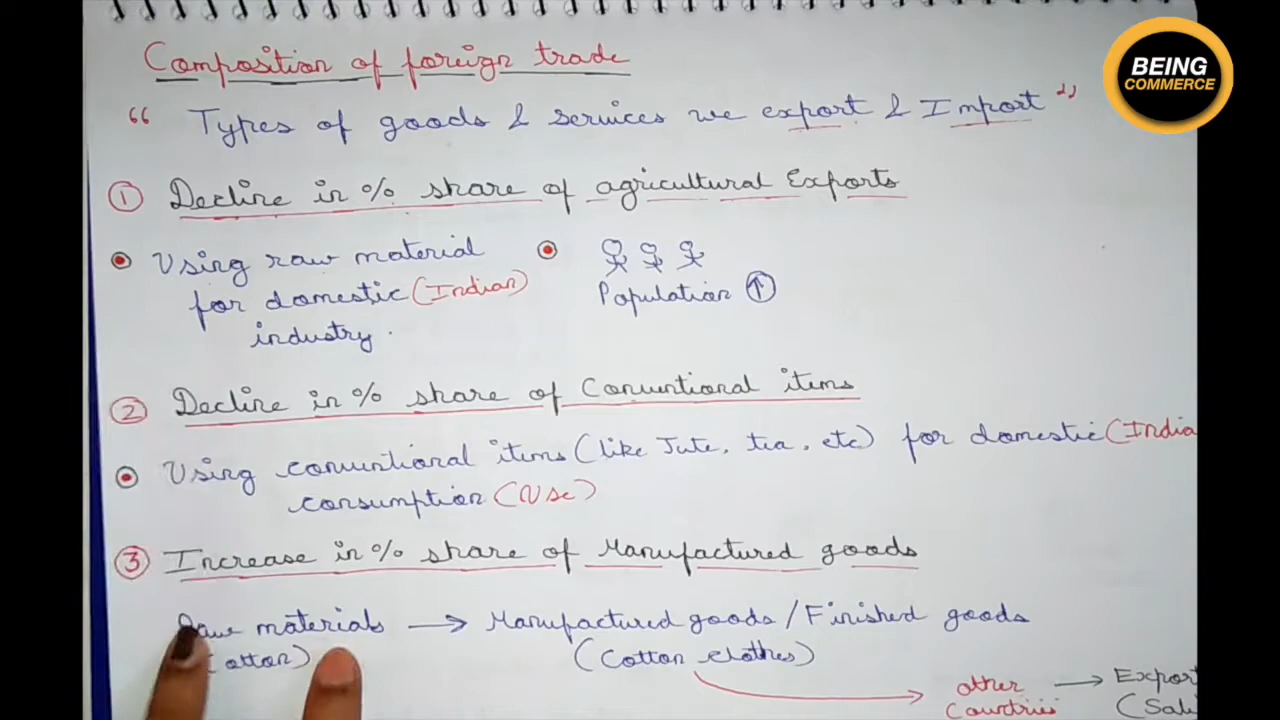 Composition of foreign trade
BEING
COMMERCE
“ Types of goods & services we export & Import ”
① Decline in % share of agricultural Exports
Using raw material
for domestic (Indian)
industry.
Population ↑
② Decline in % share of Conventional items
Using conventional items (like Jute, tea, etc) for domestic (India
consumption (Use)
③ Increase in % share of Manufactured goods
Raw materials → Manufactured goods / Finished goods
(Cotton clothes)
other → Export
Countries